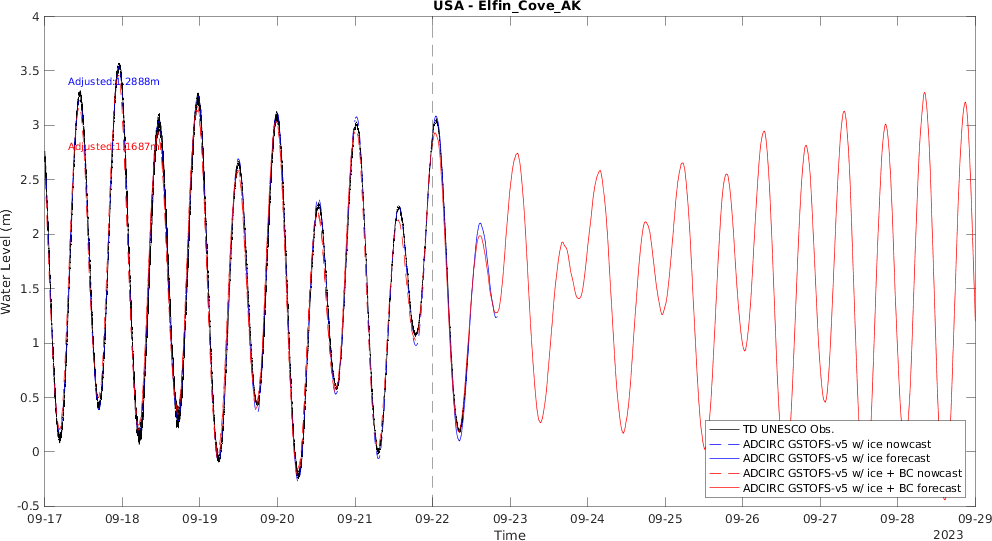 USA - Elfin_Cove_AK
4
3.5
3
2.5
2
1.5
1
0.5
0
-0.5
Water Level (m)
Adjusted:1.2888m
Adjusted:1.1687m
TD UNESCO Obs.
ADCIRC GSTOFS-v5 w/ ice nowcast
ADCIRC GSTOFS-v5 w/ ice forecast
ADCIRC GSTOFS-v5 w/ ice + BC nowcast
ADCIRC GSTOFS-v5 w/ ice + BC forecast
09-17 09-18 09-19 09-20 09-21 09-22 09-23 09-24 09-25 09-26 09-27 09-28 09-29
Time
2023